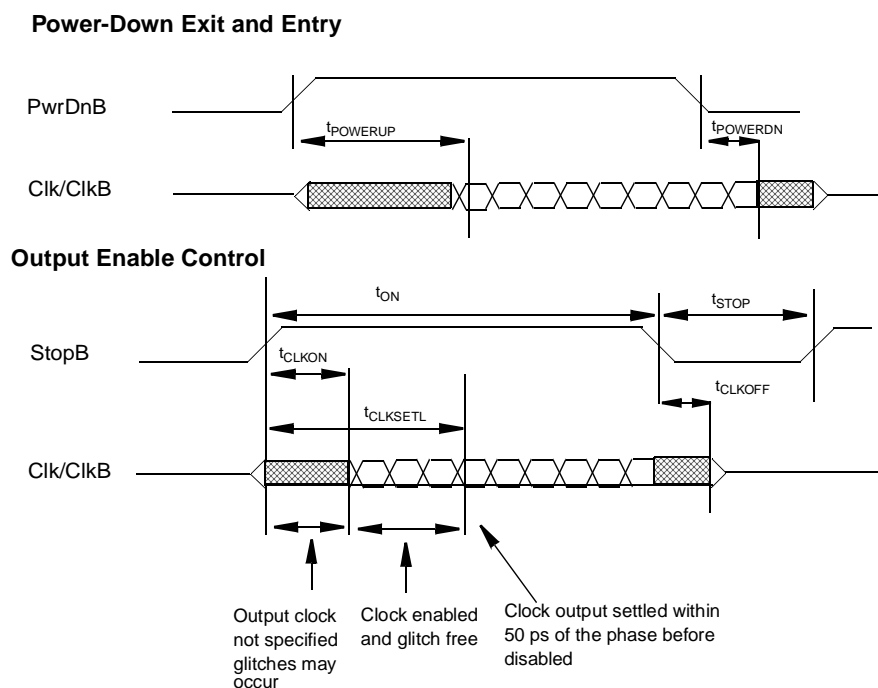 Power-Down Exit and Entry
PwrDnB
tPOWERUP
tPOWERDN
Clk/ClkB
Output Enable Control
tON
tSTOP
StopB
tCLKON
tCLKOFF
tCLKSETL
Clk/ClkB
Output clock
not specified
glitches may
occur
Clock enabled
and glitch free
Clock output settled within
50 ps of the phase before
disabled